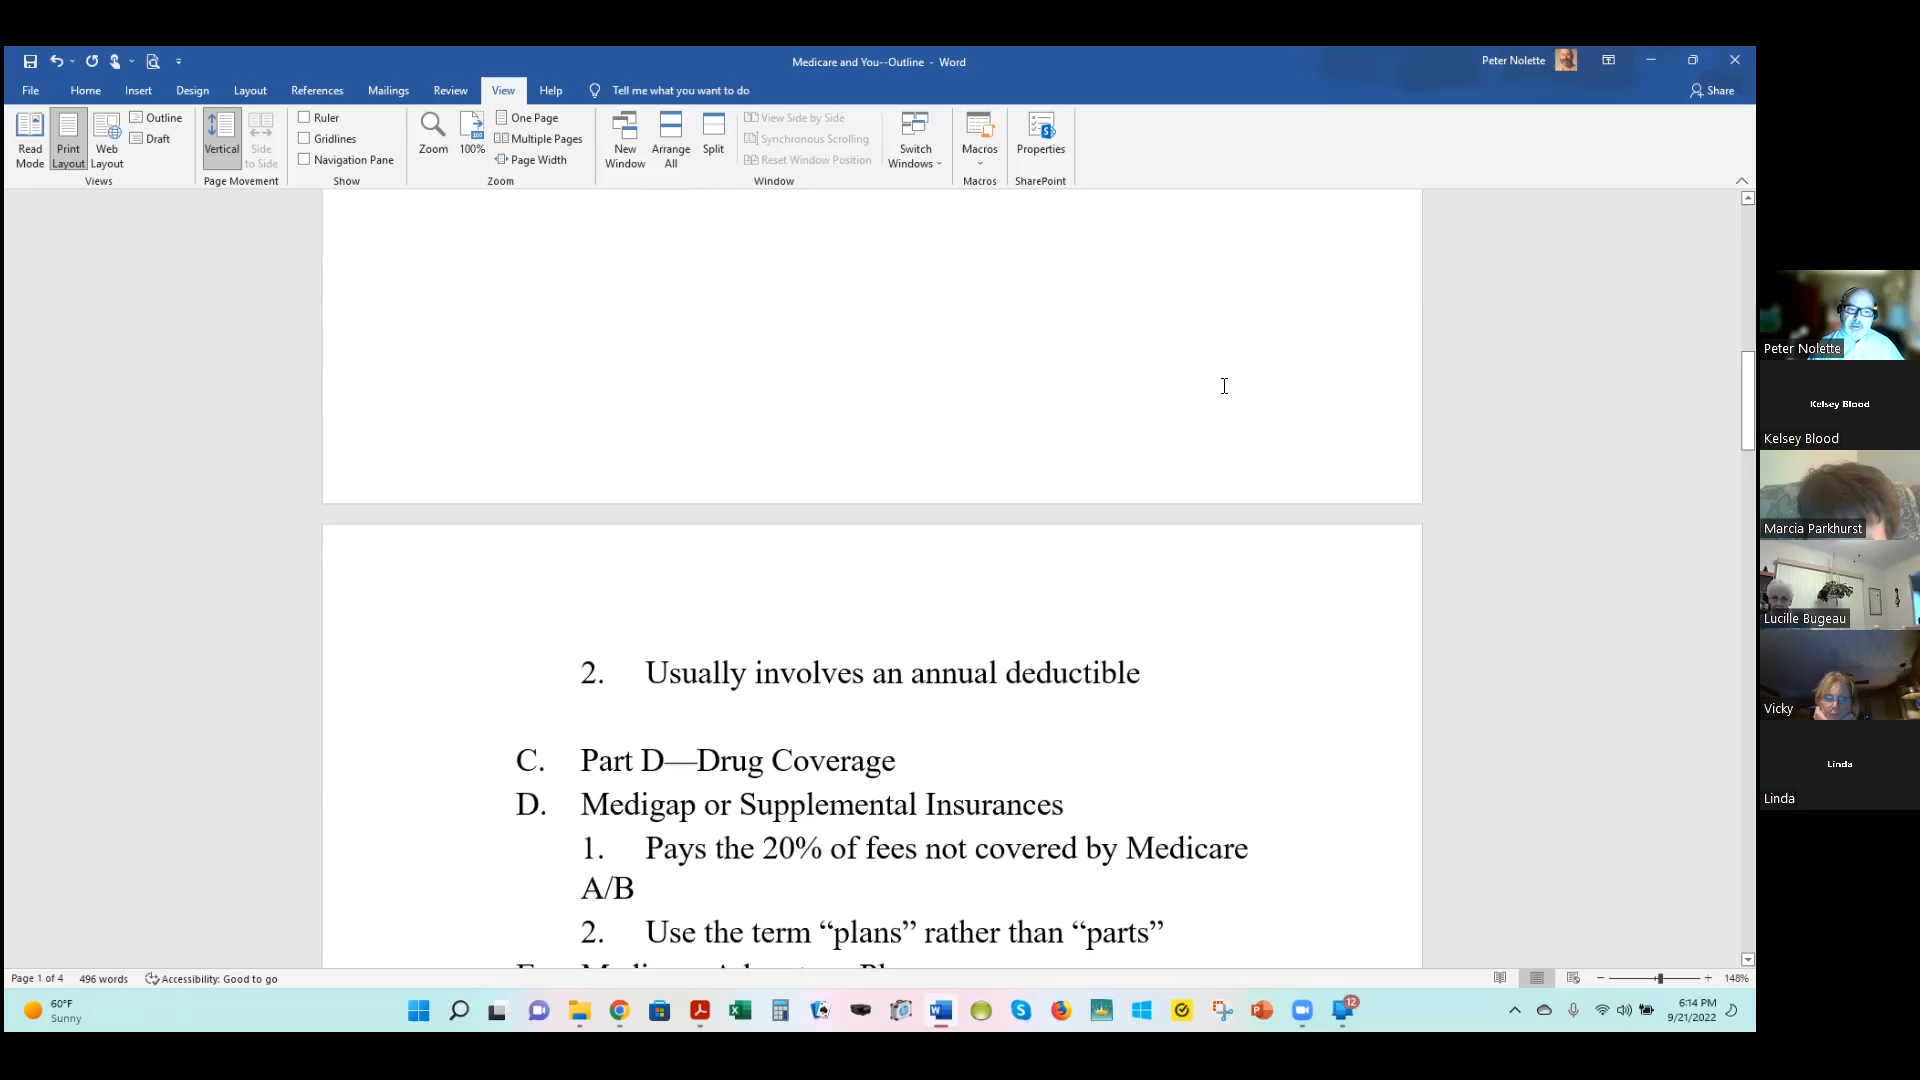 Medicare and You--Outline - Word
Peter Nolette
File Home Insert Design Layout References Mailings Review View Help Tell me what you want to do
Share
Read Mode
Print Layout
Web Layout
Outline
Draft
Views
Vertical
Side to Side
Page Movement
Ruler
Gridlines
Navigation Pane
Show
Zoom
100%
One Page
Multiple Pages
Page Width
Zoom
New Window
Arrange All
Split
View Side by Side
Synchronous Scrolling
Reset Window Position
Window
Switch Windows
Macros
Macros
Properties
SharePoint
2. Usually involves an annual deductible
C. Part D—Drug Coverage
D. Medigap or Supplemental Insurances
1. Pays the 20% of fees not covered by Medicare
A/B
2. Use the term “plans” rather than “parts”
Page 1 of 4 496 words Accessibility: Good to go
148%
60°F
Sunny
12
6:14 PM
9/21/2022
Peter Nolette
Kelsey Blood
Kelsey Blood
Marcia Parkhurst
Lucille Bugeau
Vicky
Linda
Linda